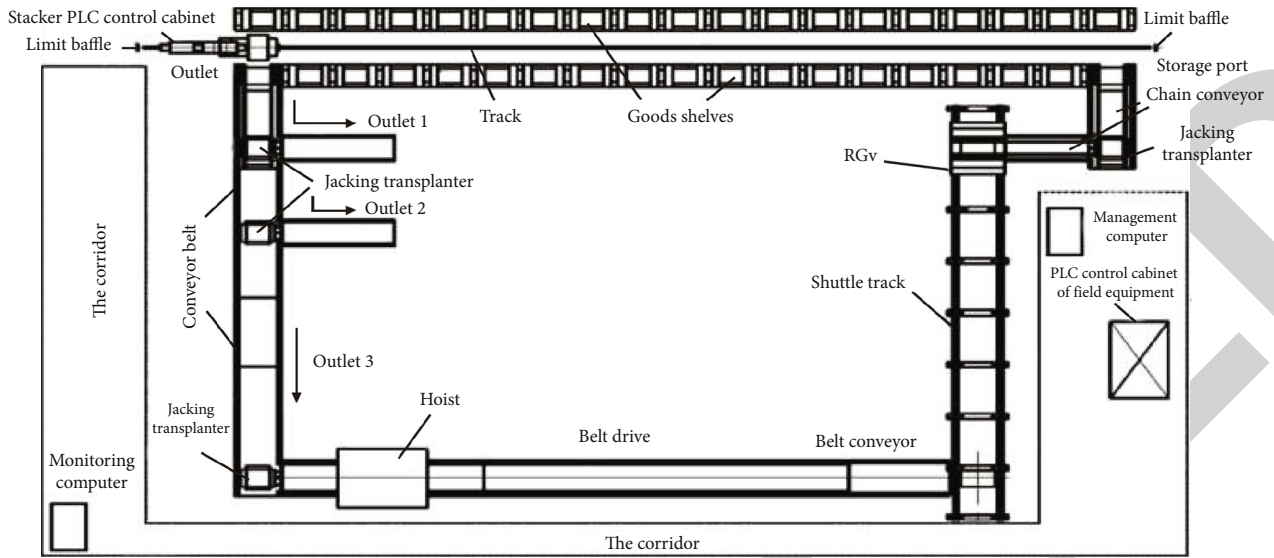 Stacker PLC control cabinet
Limit baffle
Limit baffle
Outlet
Storage port
Track
Goods shelves
Chain conveyor
Outlet 1
Jacking
transplanter
RGv
Jacking transplanter
Outlet 2
Management
computer
The corridor
Conveyor belt
PLC control cabinet
of field equipment
Shuttle track
Outlet 3
Hoist
Jacking
transplanter
Belt drive
Belt conveyor
Monitoring
computer
The corridor